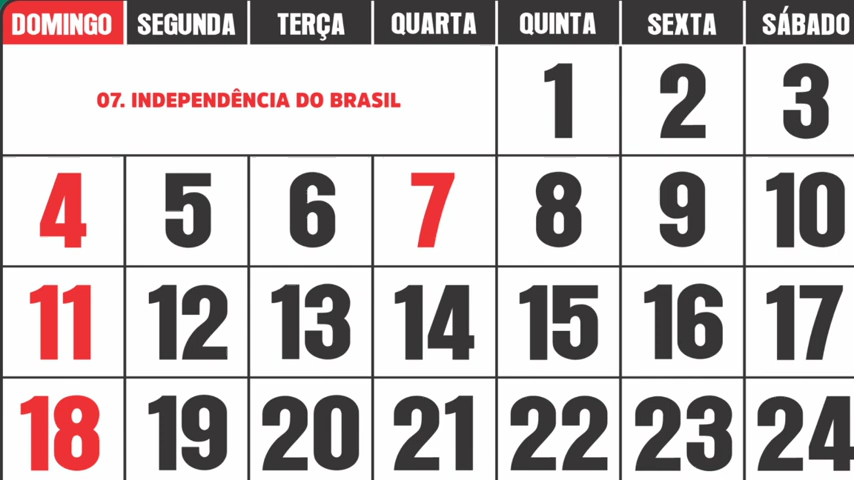 DOMINGO SEGUNDA TERÇA QUARTA QUINTA SEXTA SÁBADO
07. INDEPENDÊNCIA DO BRASIL 1 2 3
4 5 6 7 8 9 10
11 12 13 14 15 16 17
18 19 20 21 22 23 24